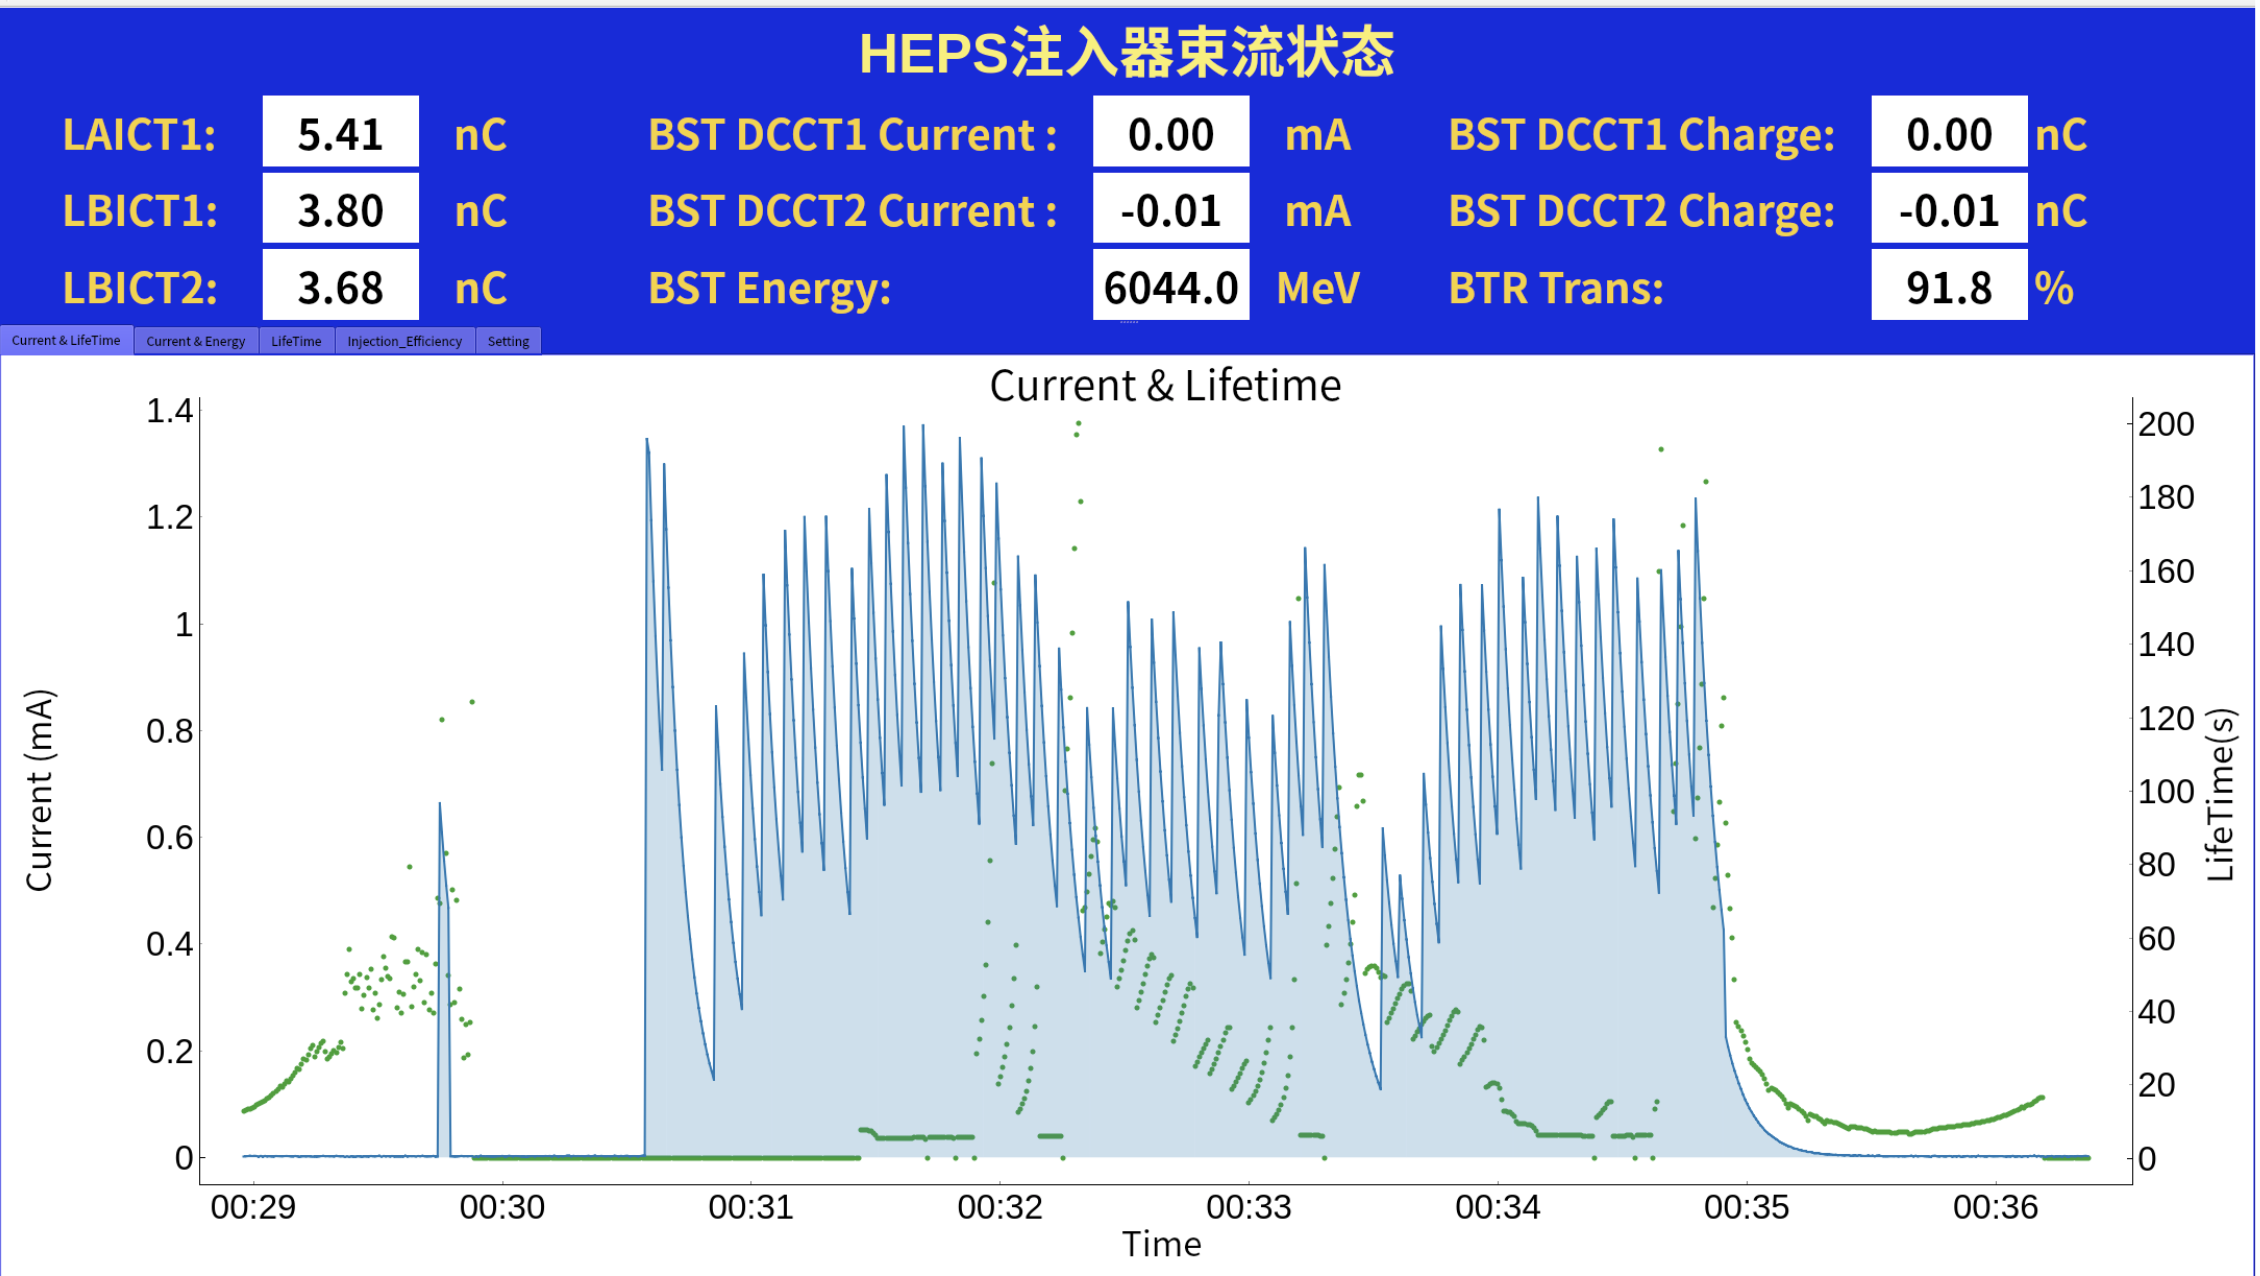 HEPS注入器束流状态
LAICT1: 5.41 nC BST DCCT1 Current : 0.00 mA BST DCCT1 Charge: 0.00 nC
LBICT1: 3.80 nC BST DCCT2 Current : -0.01 mA BST DCCT2 Charge: -0.01 nC
LBICT2: 3.68 nC BST Energy: 6044.0 MeV BTR Trans: 91.8 %
Current & LifeTime Current & Energy LifeTime Injection_Efficiency Setting
Current & Lifetime
Current (mA)
1.4
1.2
1
0.8
0.6
0.4
0.2
0
LifeTime(s)
200
180
160
140
120
100
80
60
40
20
0
00:29 00:30 00:31 00:32 00:33 00:34 00:35 00:36
Time